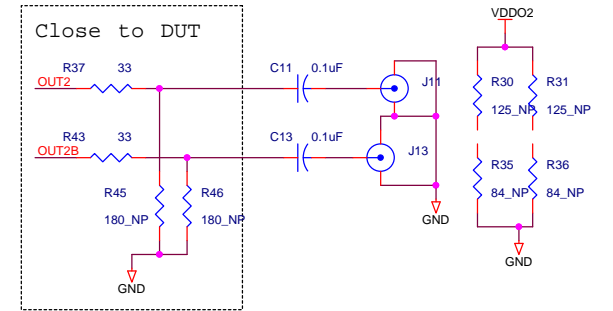 VDDO2
Close to DUT
R37 33
C11 0.1uF
J11
OUT2
R30 R31
125_NP 125_NP
R43 33
C13 0.1uF
J13
OUT2B
R35 R36
84_NP 84_NP
R45 R46
180_NP 180_NP
GND
GND
GND